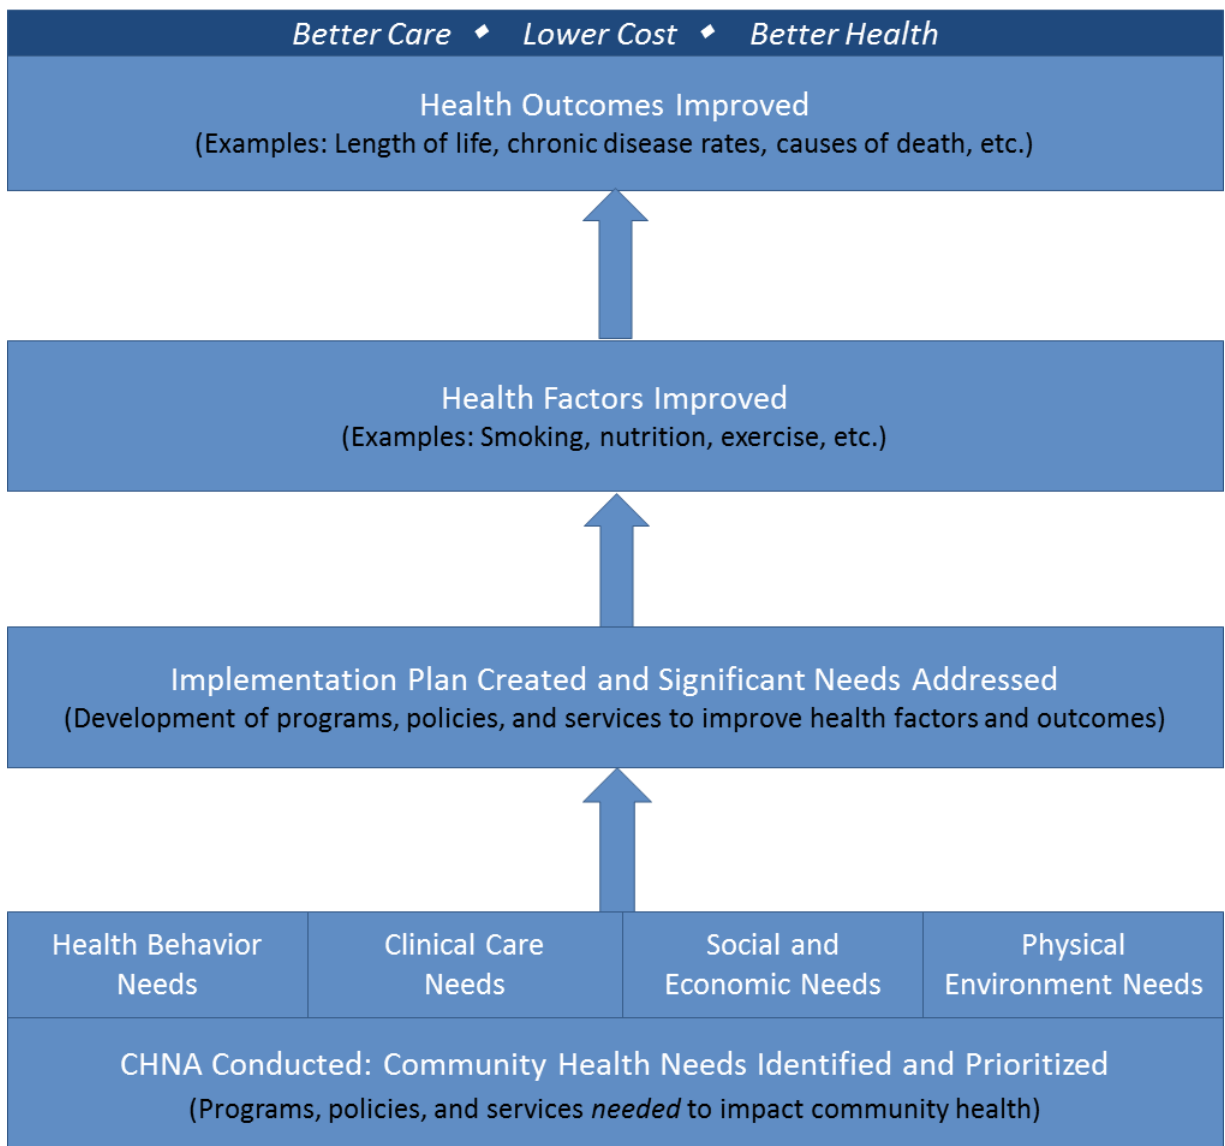 Better Care ◆ Lower Cost ◆ Better Health
Health Outcomes Improved
(Examples: Length of life, chronic disease rates, causes of death, etc.)
Health Factors Improved
(Examples: Smoking, nutrition, exercise, etc.)
Implementation Plan Created and Significant Needs Addressed
(Development of programs, policies, and services to improve health factors and outcomes)
Health Behavior
Needs
Clinical Care
Needs
Social and
Economic Needs
Physical
Environment Needs
CHNA Conducted: Community Health Needs Identified and Prioritized
(Programs, policies, and services needed to impact community health)